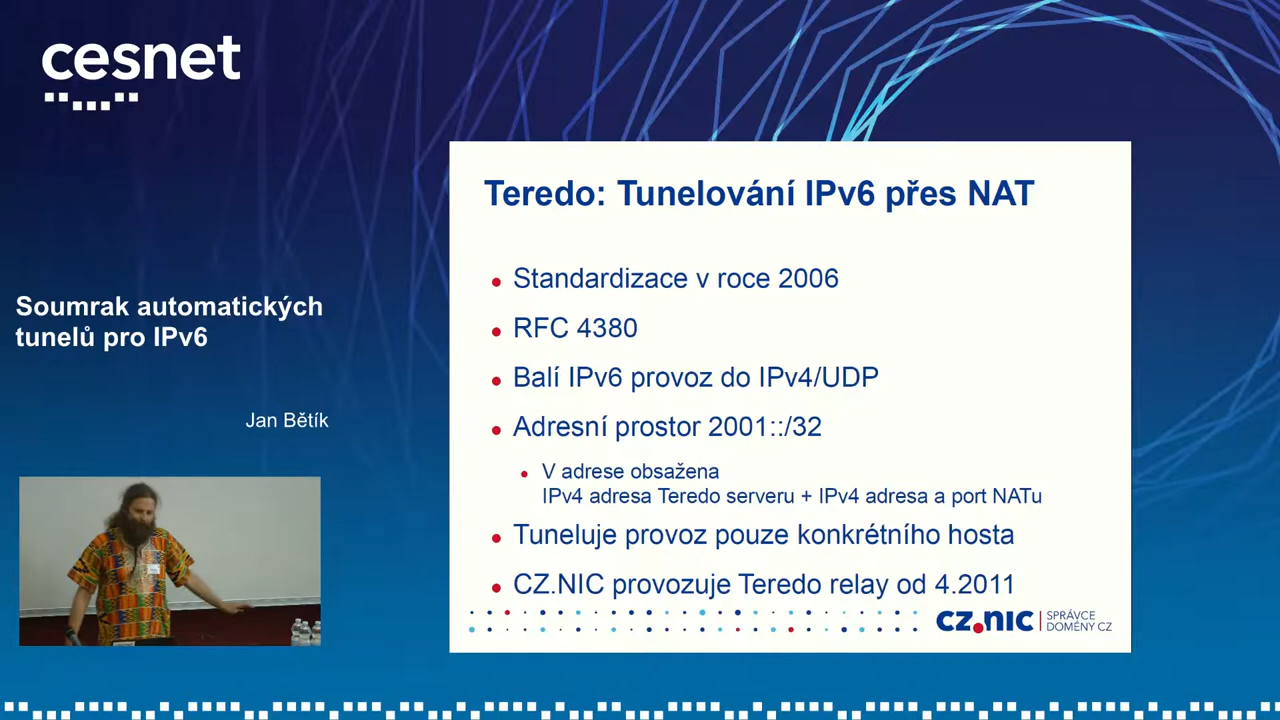 cesnet
Soumrak automatických
tunelů pro IPv6
Jan Bětík
Teredo: Tunelování IPv6 přes NAT
Standardizace v roce 2006
RFC 4380
Balí IPv6 provoz do IPv4/UDP
Adresní prostor 2001::/32
V adrese obsažena
IPv4 adresa Teredo serveru + IPv4 adresa a port NATu
Tuneluje provoz pouze konkrétního hosta
CZ.NIC provozuje Teredo relay od 4.2011
CZ.NIC
SPRÁVCE
DOMÉNY CZ